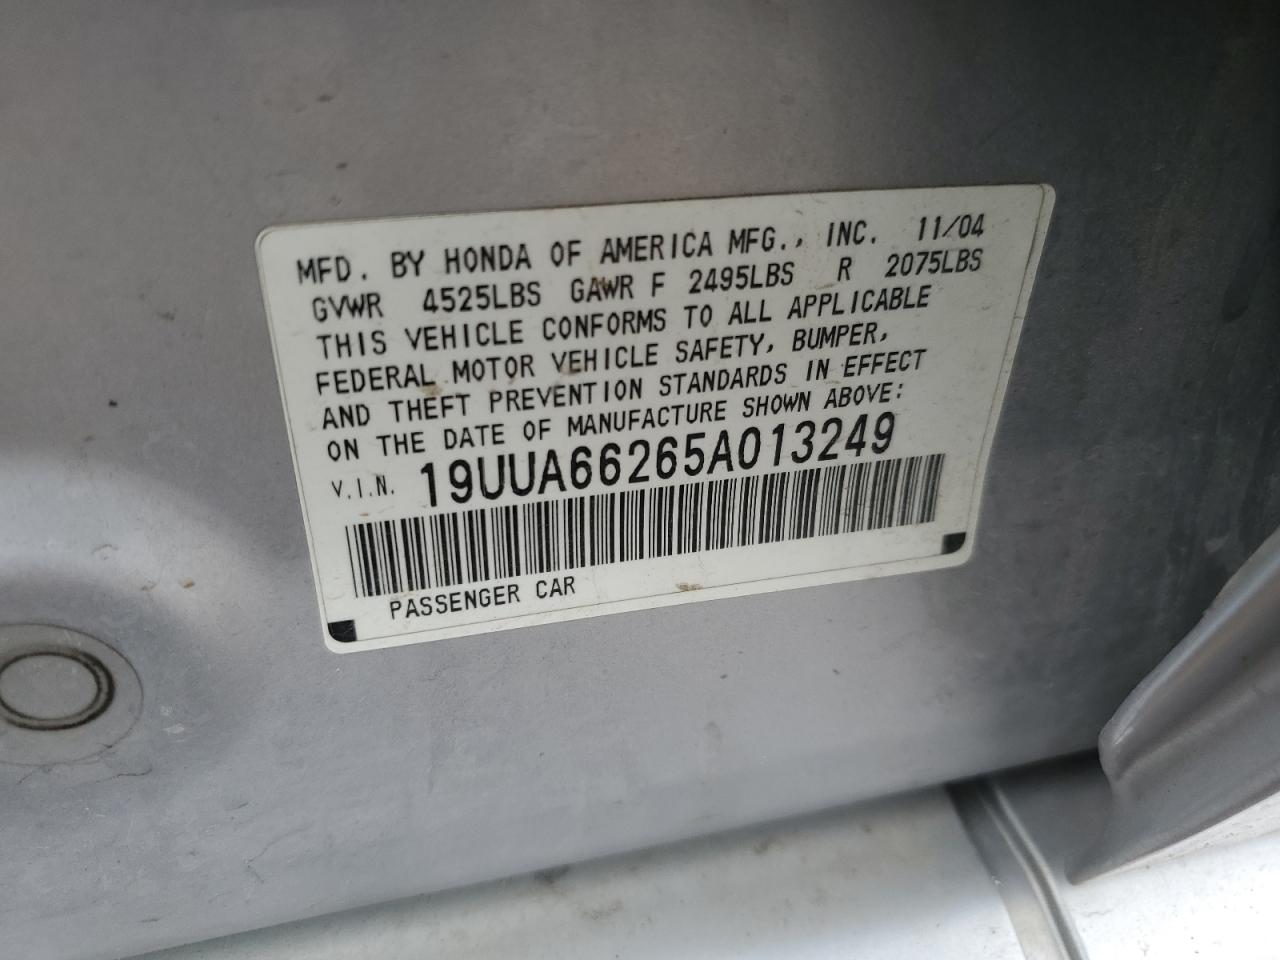 MFD. BY HONDA OF AMERICA MFG., INC. 11/04
GVWR 4525LBS GAWR F 2495LBS R 2075LBS
THIS VEHICLE CONFORMS TO ALL APPLICABLE
FEDERAL MOTOR VEHICLE SAFETY, BUMPER,
AND THEFT PREVENTION STANDARDS IN EFFECT
ON THE DATE OF MANUFACTURE SHOWN ABOVE:
V.I.N. 19UUA66265A013249
PASSENGER CAR